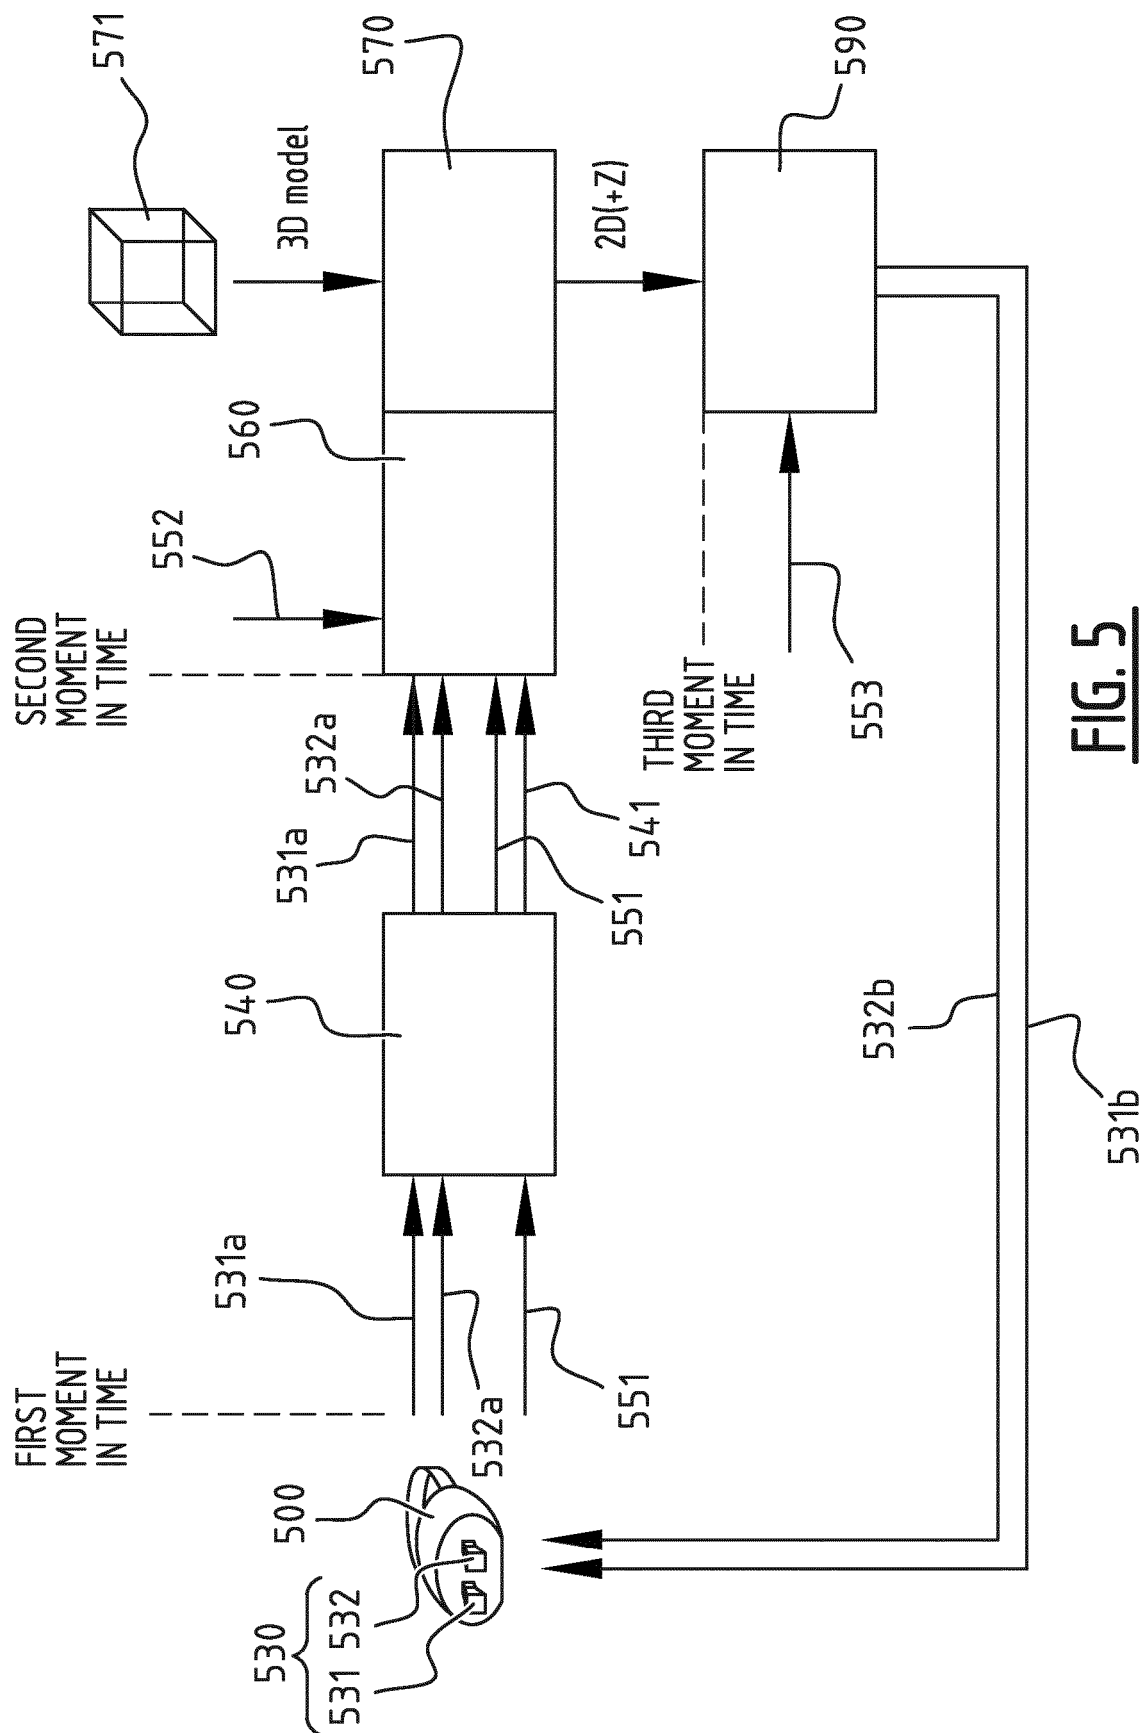 FIRST
MOMENT
IN TIME
SECOND
MOMENT
IN TIME
571
552
560
3D model
570
530
531
532
500
531a
532a
551
540
531a
532a
551
541
THIRD
MOMENT
IN TIME
553
2D(+Z)
590
532b
531b
FIG. 5